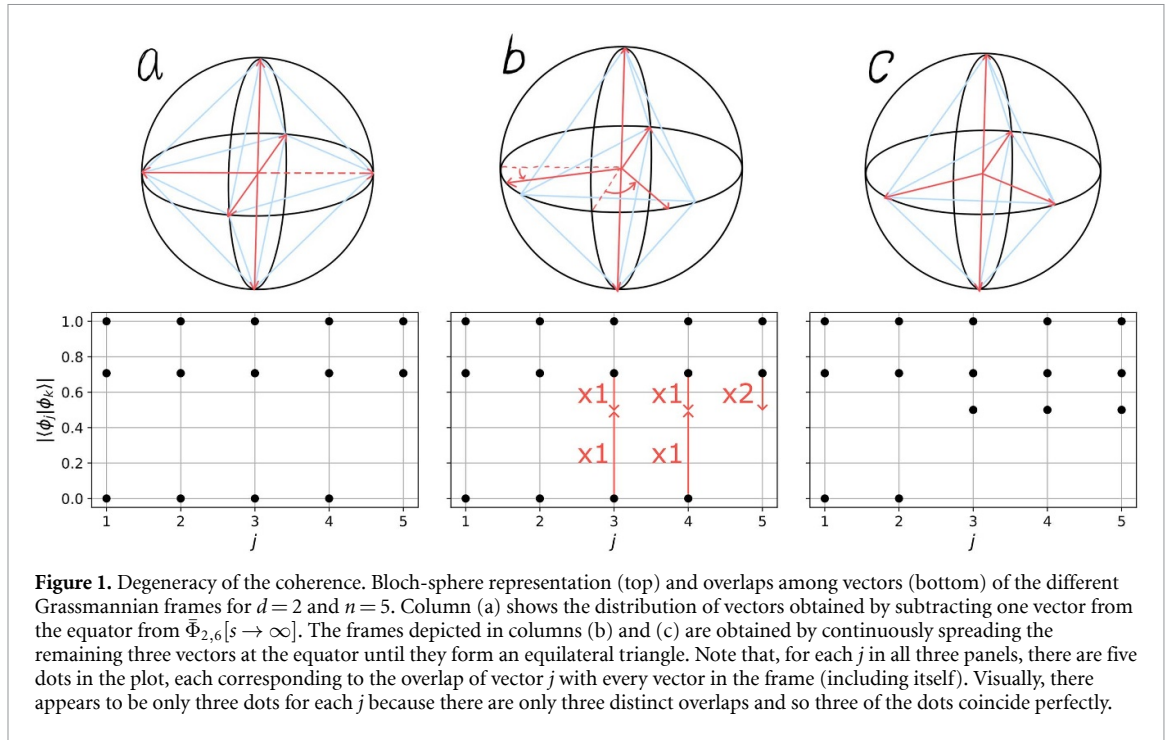 a b c
1.0
0.8
0.6
0.4
0.2
0.0
|⟨ϕj|ϕk⟩|
1 2 3 4 5
j
x1 x1 x2
x1 x1
1 2 3 4 5
j
1 2 3 4 5
j
Figure 1. Degeneracy of the coherence. Bloch-sphere representation (top) and overlaps among vectors (bottom) of the different
Grassmannian frames for d = 2 and n = 5. Column (a) shows the distribution of vectors obtained by subtracting one vector from
the equator from Φ̄2,6[s → ∞]. The frames depicted in columns (b) and (c) are obtained by continuously spreading the
remaining three vectors at the equator until they form an equilateral triangle. Note that, for each j in all three panels, there are five
dots in the plot, each corresponding to the overlap of vector j with every vector in the frame (including itself). Visually, there
appears to be only three dots for each j because there are only three distinct overlaps and so three of the dots coincide perfectly.